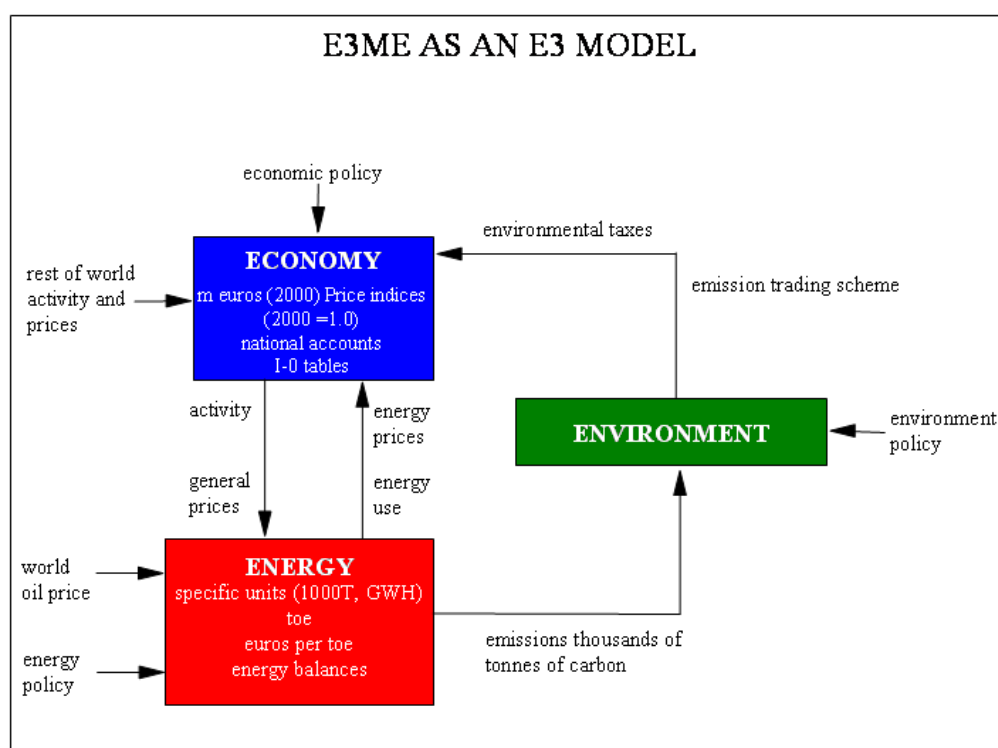 E3ME AS AN E3 MODEL
economic policy
environmental taxes
ECONOMY
rest of world
activity and
prices
m euros (2000) Price indices
(2000 =1.0)
national accounts
I-0 tables
emission trading scheme
activity
energy
prices
general
prices
energy
use
ENVIRONMENT
environment
policy
ENERGY
specific units (1000T, GWH)
toe
euros per toe
energy balances
world
oil price
energy
policy
emissions thousands of
tonnes of carbon